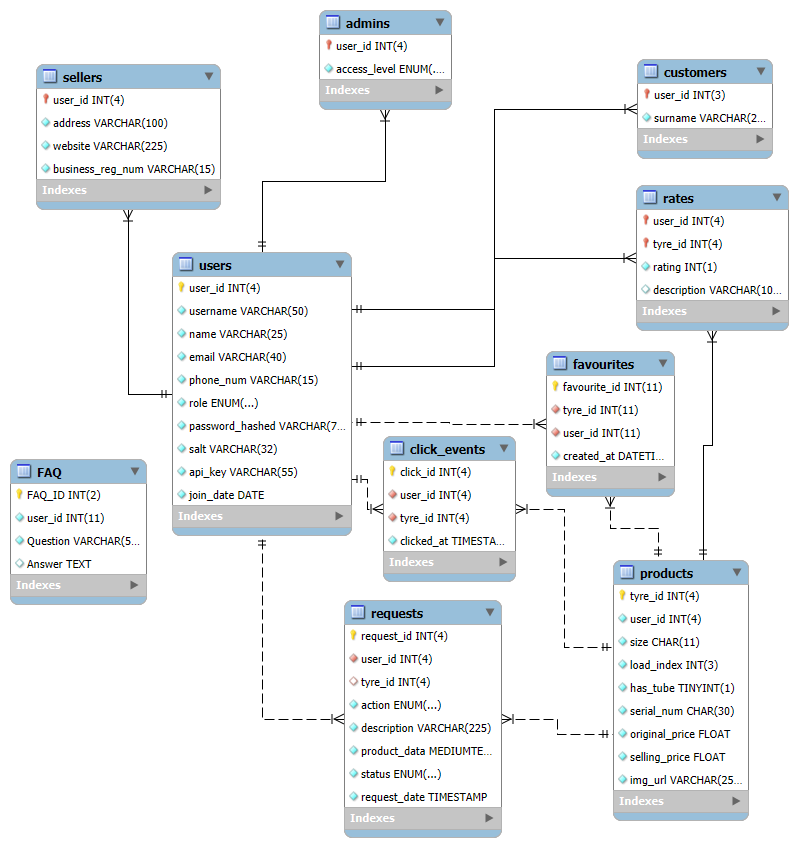 admins
user_id INT(4)
access_level ENUM(....
Indexes
sellers
user_id INT(4)
address VARCHAR(100)
website VARCHAR(225)
business_reg_num VARCHAR(15)
Indexes
customers
user_id INT(3)
surname VARCHAR(2...
Indexes
rates
user_id INT(4)
tyre_id INT(4)
rating INT(1)
description VARCHAR(10...
Indexes
users
user_id INT(4)
username VARCHAR(50)
name VARCHAR(25)
email VARCHAR(40)
phone_num VARCHAR(15)
role ENUM(...)
password_hashed VARCHAR(7...
salt VARCHAR(32)
api_key VARCHAR(55)
join_date DATE
Indexes
favourites
favourite_id INT(11)
tyre_id INT(11)
user_id INT(11)
created_at DATETI...
Indexes
click_events
click_id INT(4)
user_id INT(4)
tyre_id INT(4)
clicked_at TIMESTA...
Indexes
FAQ
FAQ_ID INT(2)
user_id INT(11)
Question VARCHAR(5...
Answer TEXT
Indexes
requests
request_id INT(4)
user_id INT(4)
tyre_id INT(4)
action ENUM(...)
description VARCHAR(225)
product_data MEDIUMTE...
status ENUM(...)
request_date TIMESTAMP
Indexes
products
tyre_id INT(4)
user_id INT(4)
size CHAR(11)
load_index INT(3)
has_tube TINYINT(1)
serial_num CHAR(30)
original_price FLOAT
selling_price FLOAT
img_url VARCHAR(25...
Indexes